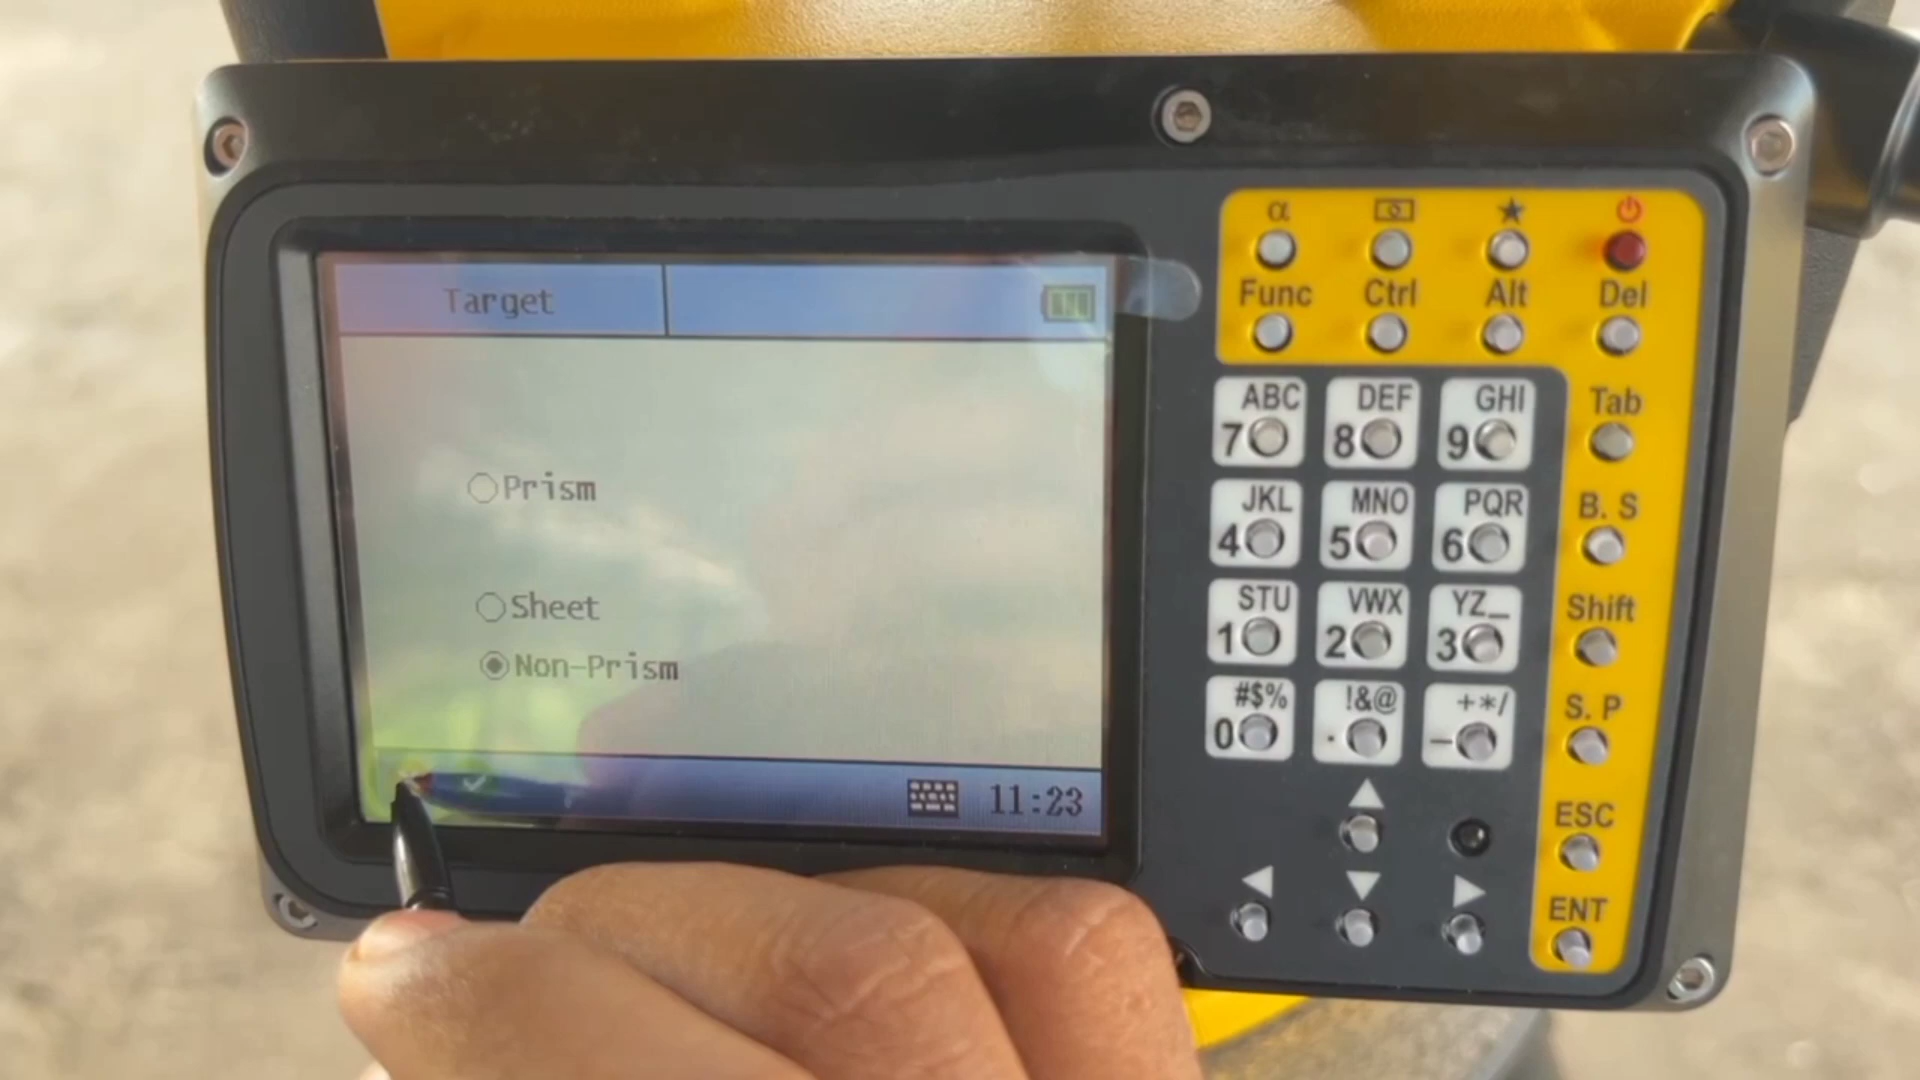 Target
Prism
Sheet
Non-Prism
11:23
α
Func Ctrl Alt Del
ABC DEF GHI
7 8 9 Tab
JKL MNO PQR B. S
4 5 6
STU VWX YZ_ Shift
1 2 3
#$% !&@ +*/ S. P
0 . -
ESC
ENT